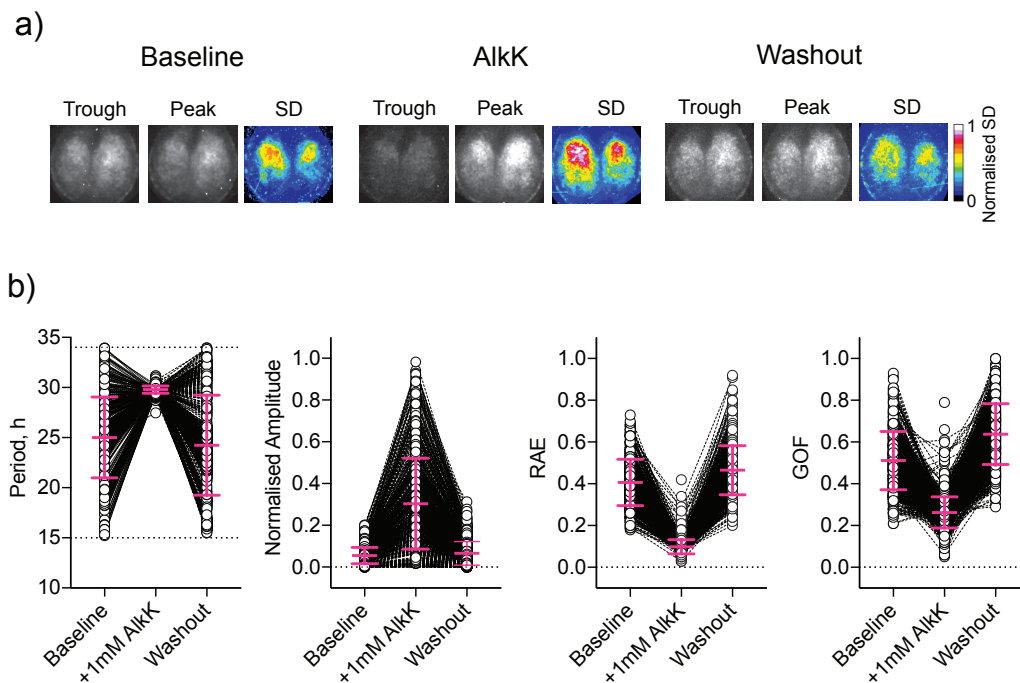 a)
Baseline
AlkK
Washout
Trough Peak SD
Trough Peak SD
Trough Peak SD
1
0
Normalised SD
b)
35
30
25
20
15
10
Period, h
Baseline
+1mM AlkK
Washout
1.0
0.8
0.6
0.4
0.2
0.0
Normalised Amplitude
Baseline
+1mM AlkK
Washout
1.0
0.8
0.6
0.4
0.2
0.0
RAE
Baseline
+1mM AlkK
Washout
1.0
0.8
0.6
0.4
0.2
0.0
GOF
Baseline
+1mM AlkK
Washout